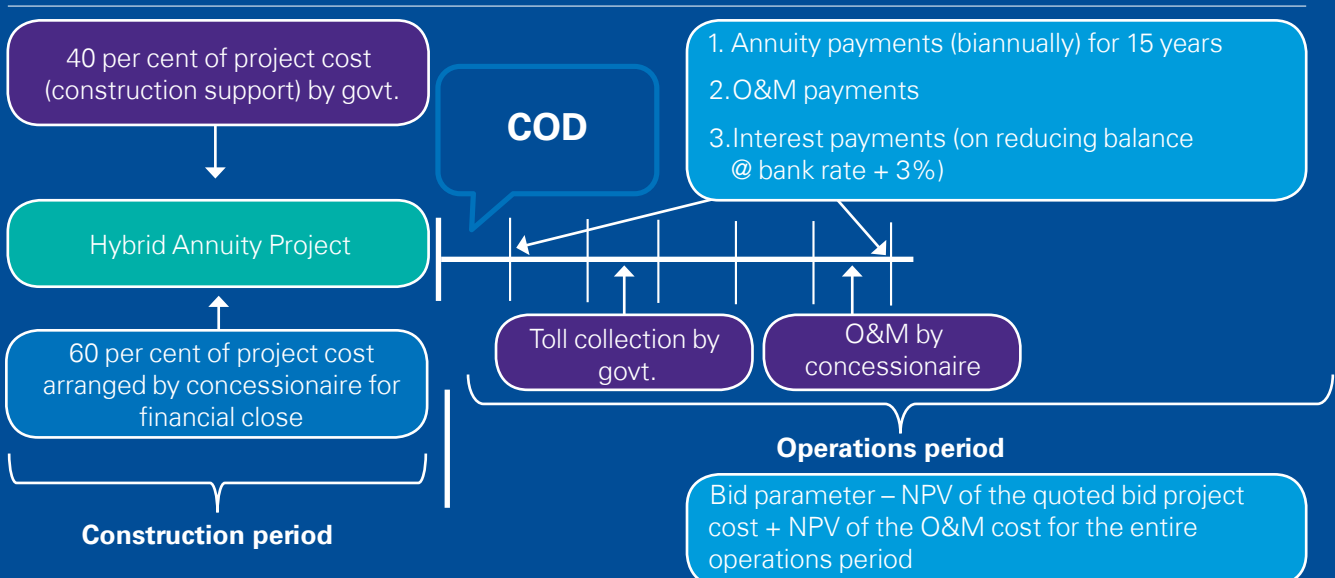 40 per cent of project cost
(construction support) by govt.
COD
1. Annuity payments (biannually) for 15 years
2.O&M payments
3.Interest payments (on reducing balance
@ bank rate + 3%)
Hybrid Annuity Project
60 per cent of project cost
arranged by concessionaire for
financial close
Toll collection by
govt.
O&M by
concessionaire
Construction period
Operations period
Bid parameter – NPV of the quoted bid project
cost + NPV of the O&M cost for the entire
operations period